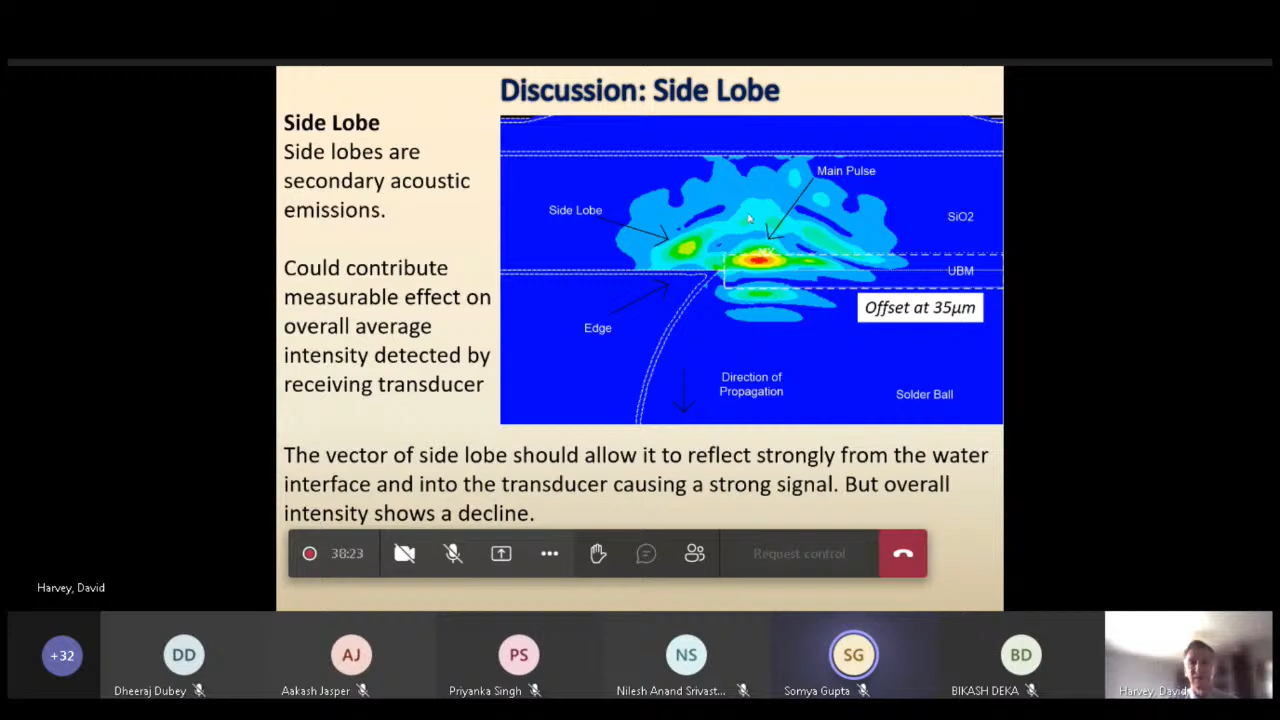 Discussion: Side Lobe
Side Lobe
Side lobes are
secondary acoustic
emissions.
Could contribute
measurable effect on
overall average
intensity detected by
receiving transducer
Main Pulse
Side Lobe
SiO2
UBM
Offset at 35µm
Edge
Direction of
Propagation
Solder Ball
The vector of side lobe should allow it to reflect strongly from the water
interface and into the transducer causing a strong signal. But overall
intensity shows a decline.
38:23
Request control
Harvey, David
+32
DD
AJ
PS
NS
SG
BD
Dheeraj Dubey
Aakash Jasper
Priyanka Singh
Nilesh Anand Srivast...
Somya Gupta
BIKASH DEKA
Harvey, David